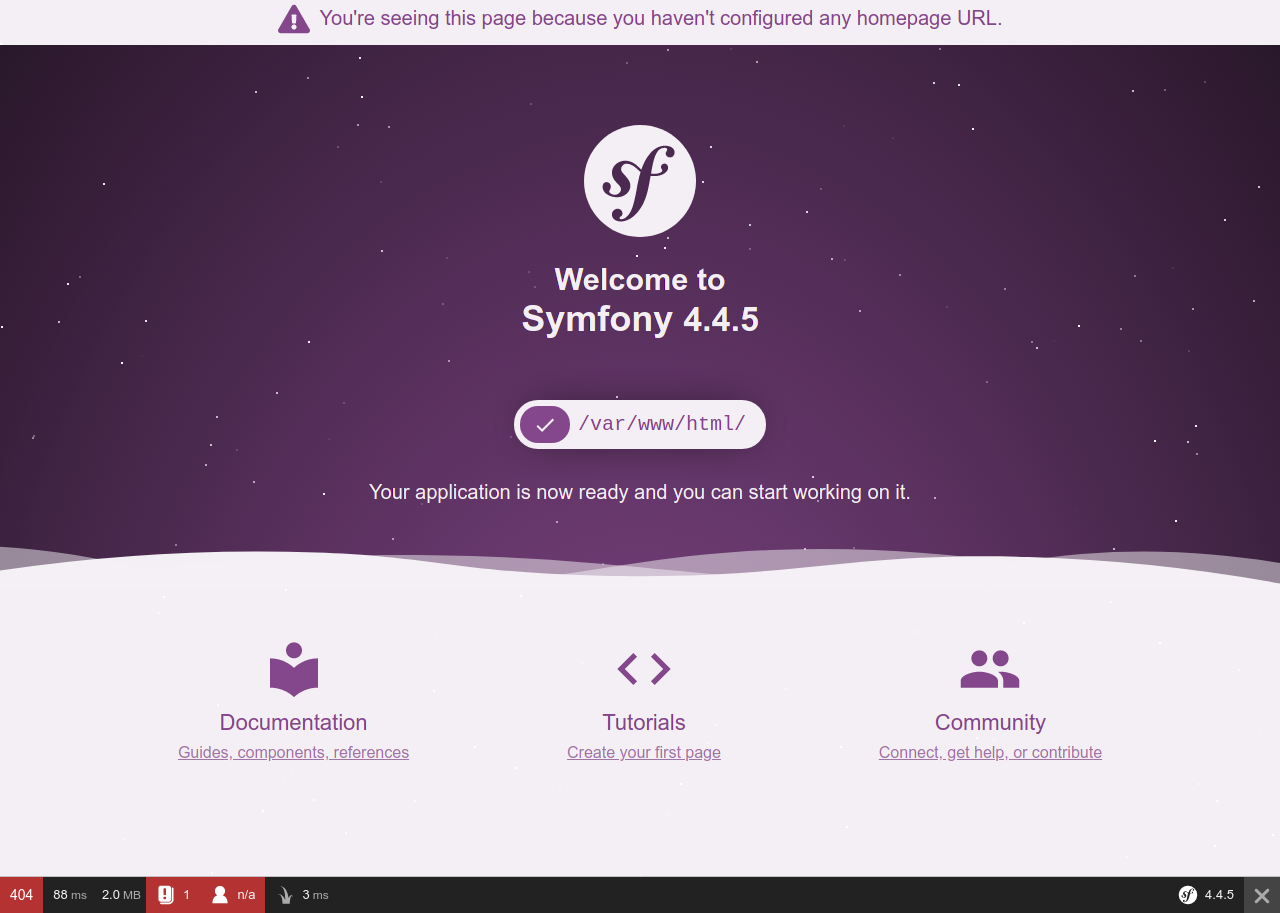 You're seeing this page because you haven't configured any homepage URL.
sf
Welcome to
Symfony 4.4.5
/var/www/html/
Your application is now ready and you can start working on it.
Documentation
Guides, components, references
Tutorials
Create your first page
Community
Connect, get help, or contribute
404 88 ms 2.0 MB 1 n/a 3 ms sf 4.4.5